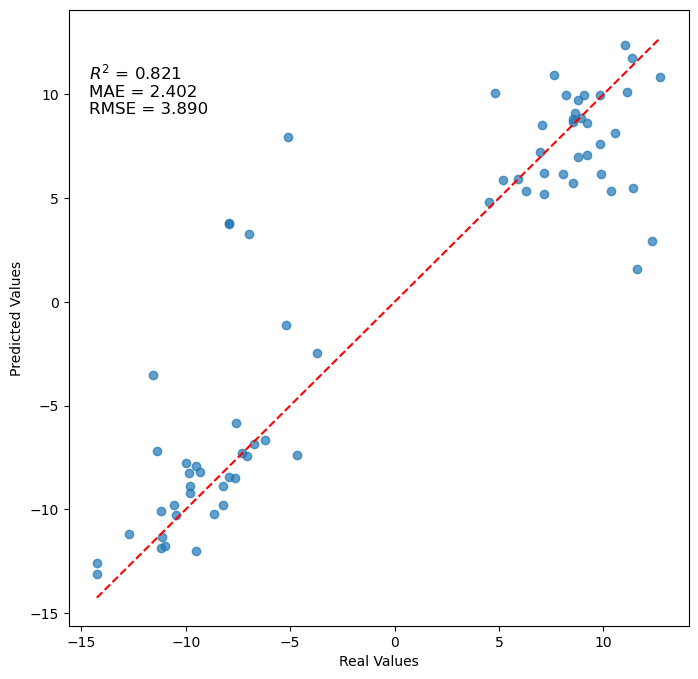 R² = 0.821
MAE = 2.402
RMSE = 3.890
10
5
0
−5
−10
−15
Predicted Values
−15 −10 −5 0 5 10
Real Values